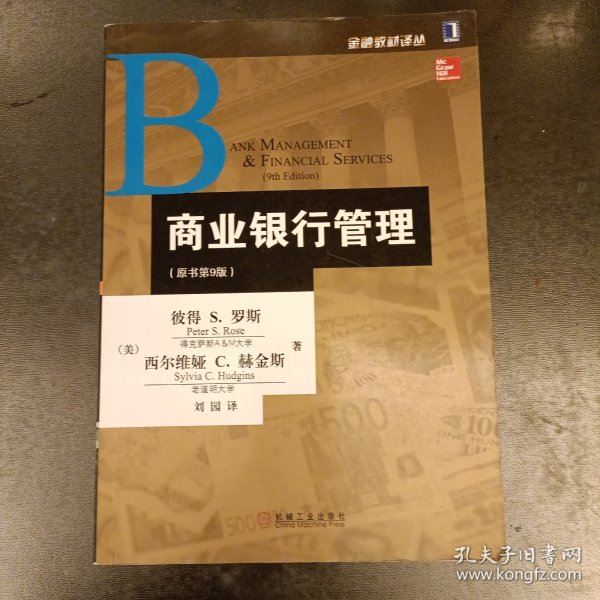 金融教材译丛
Mc
Graw
Hill
Education
BANK MANAGEMENT
& FINANCIAL SERVICES
(9th Edition)
商业银行管理
(原书第9版)
彼得 S. 罗斯
Peter S. Rose
得克萨斯A&M大学
(美)
西尔维娅 C. 赫金斯
著
Sylvia C. Hudgins
老道明大学
刘园 译
500
机械工业出版社
China Machine Press
孔夫子旧书网
www.kongfz.com